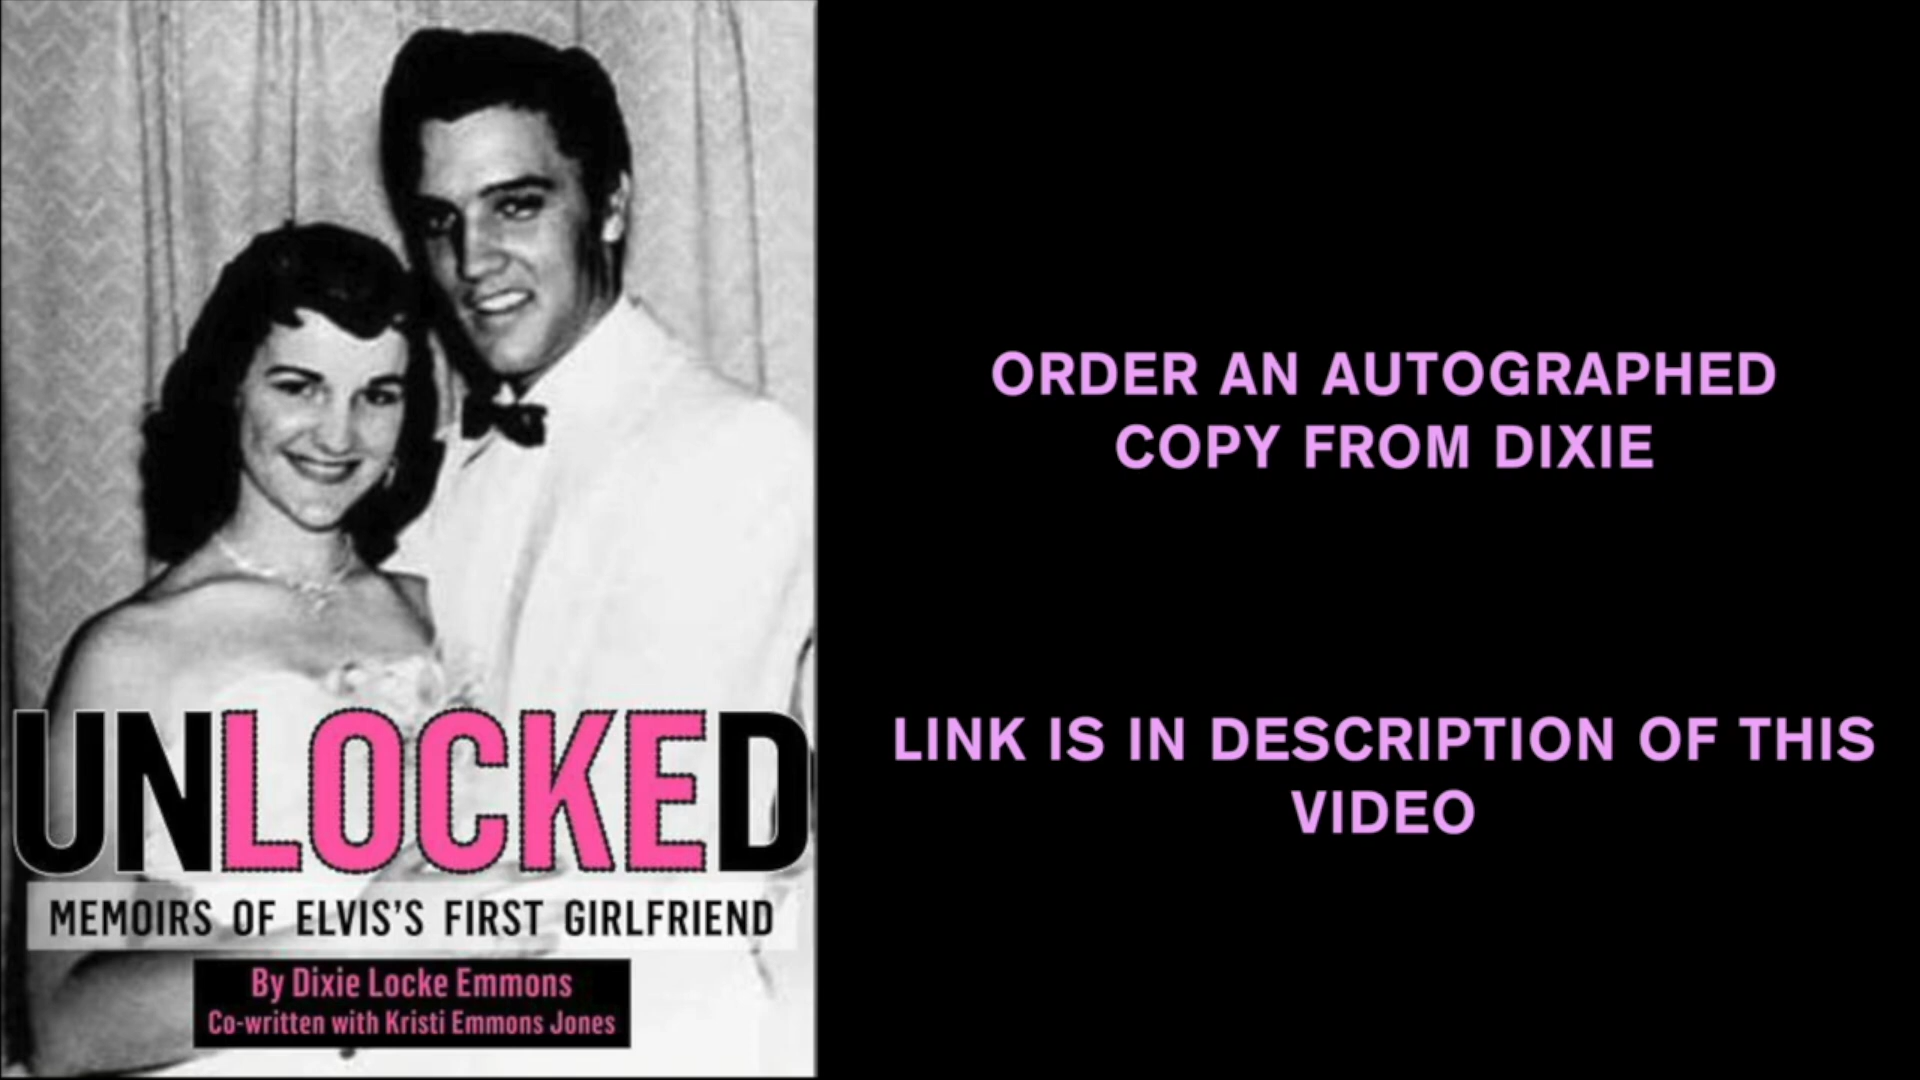 UNLOCKED
MEMOIRS OF ELVIS'S FIRST GIRLFRIEND
By Dixie Locke Emmons
Co-written with Kristi Emmons Jones
ORDER AN AUTOGRAPHED
COPY FROM DIXIE
LINK IS IN DESCRIPTION OF THIS
VIDEO